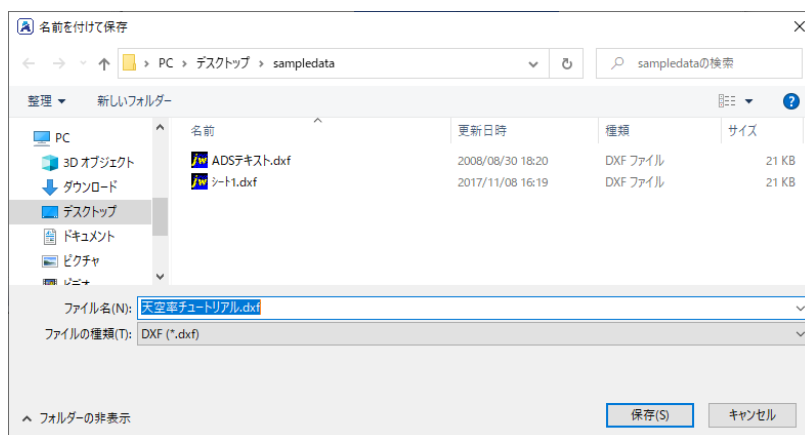 名前を付けて保存
PC › デスクトップ › sampledata
sampledataの検索
整理
新しいフォルダー
PC
3D オブジェクト
ダウンロード
デスクトップ
ドキュメント
ピクチャ
ビデオ
名前 更新日時 種類 サイズ
ADSテキスト.dxf 2008/08/30 18:20 DXF ファイル 21 KB
シート1.dxf 2017/11/08 16:19 DXF ファイル 21 KB
ファイル名(N): 天空率チュートリアル.dxf
ファイルの種類(T): DXF (*.dxf)
フォルダーの非表示
保存(S)
キャンセル